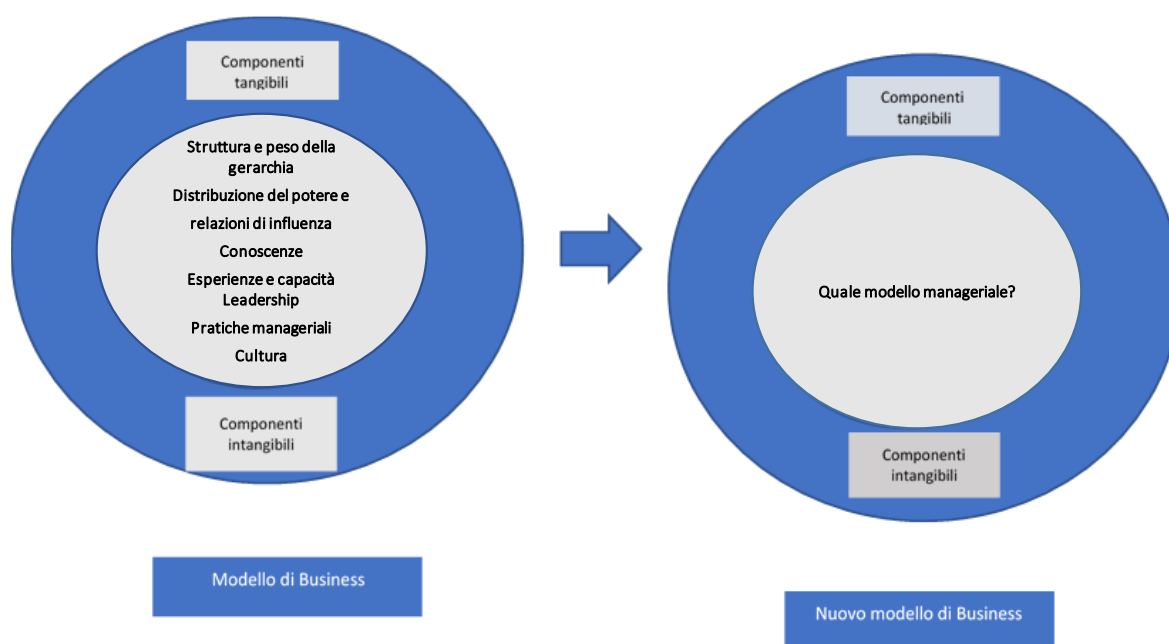 Componenti
tangibili
Struttura e peso della
gerarchia
Distribuzione del potere e
relazioni di influenza
Conoscenze
Esperienze e capacità
Leadership
Pratiche manageriali
Cultura
Componenti
intangibili
Modello di Business
Componenti
tangibili
Quale modello manageriale?
Componenti
intangibili
Nuovo modello di Business